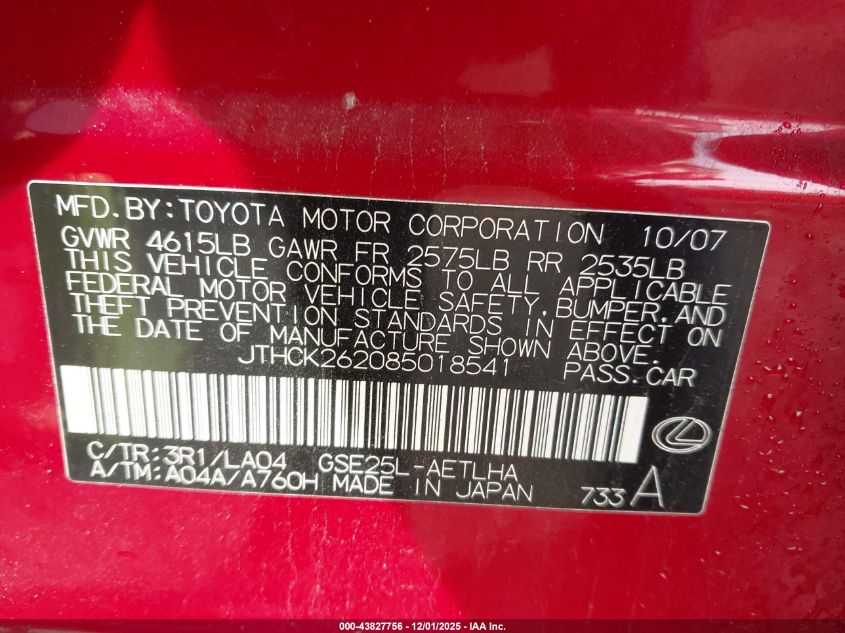 MFD.BY:TOYOTA MOTOR CORPORATION 10/07
GVWR 4615LB GAWR FR 2575LB RR 2535LB
THIS VEHICLE CONFORMS TO ALL APPLICABLE
FEDERAL MOTOR VEHICLE SAFETY,BUMPER,AND
THEFT PREVENTION STANDARDS IN EFFECT ON
THE DATE OF MANUFACTURE SHOWN ABOVE.
JTHCK262085018541 PASS.CAR
C/TR:3R1/LA04 GSE25L-AETLHA
A/TM:A04A/A760H MADE IN JAPAN 733 A
000-43827756 - 12/01/2025 - IAA Inc.